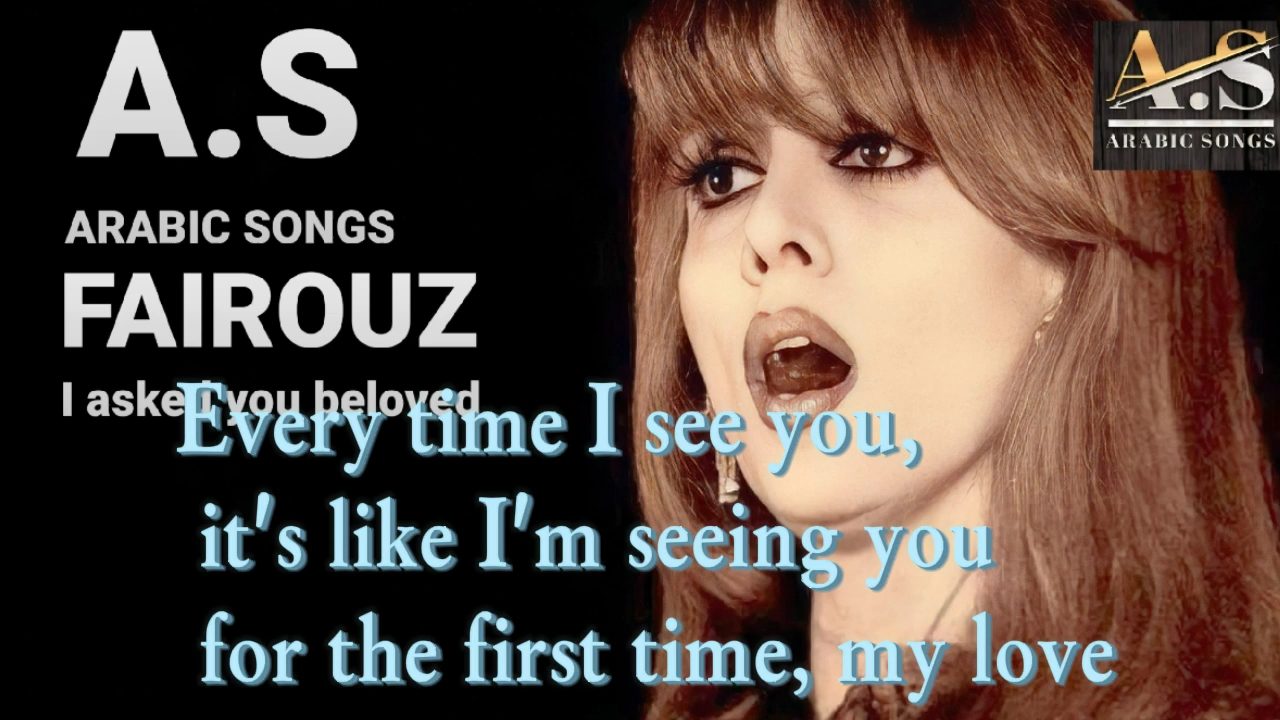 A.S
ARABIC SONGS
FAIROUZ
I asked you beloved
Every time I see you,
it's like I'm seeing you
for the first time, my love
A.S
ARABIC SONGS